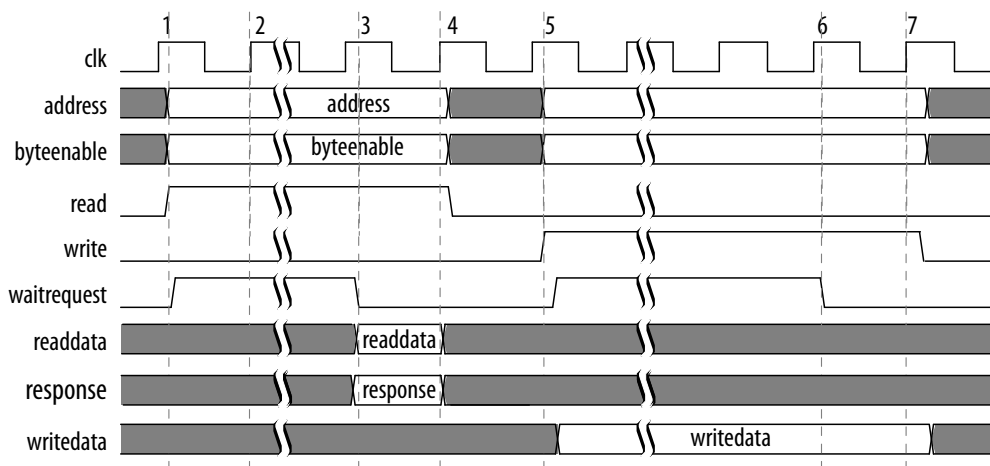 1 2 3 4 5 6 7
clk
address address
byteenable byteenable
read
write
waitrequest
readdata readdata
response response
writedata writedata